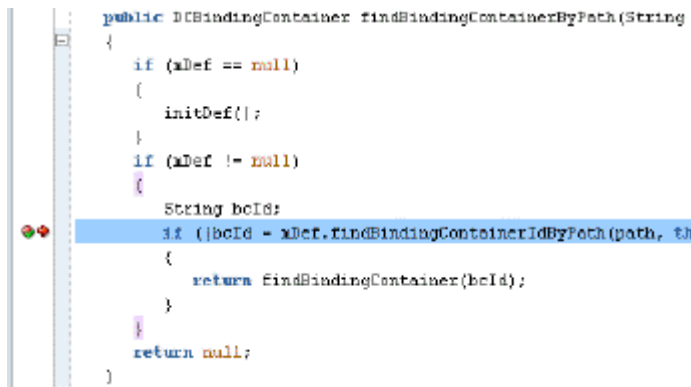 public DCBindingContainer findBindingContainerByPath(String
{
if (mDef == null)
{
initDef();
}
if (mDef != null)
{
String bcId;
if ((bcId = mDef.findBindingContainerIdByPath(path, th
{
return findBindingContainer(bcId);
}
}
return null;
}